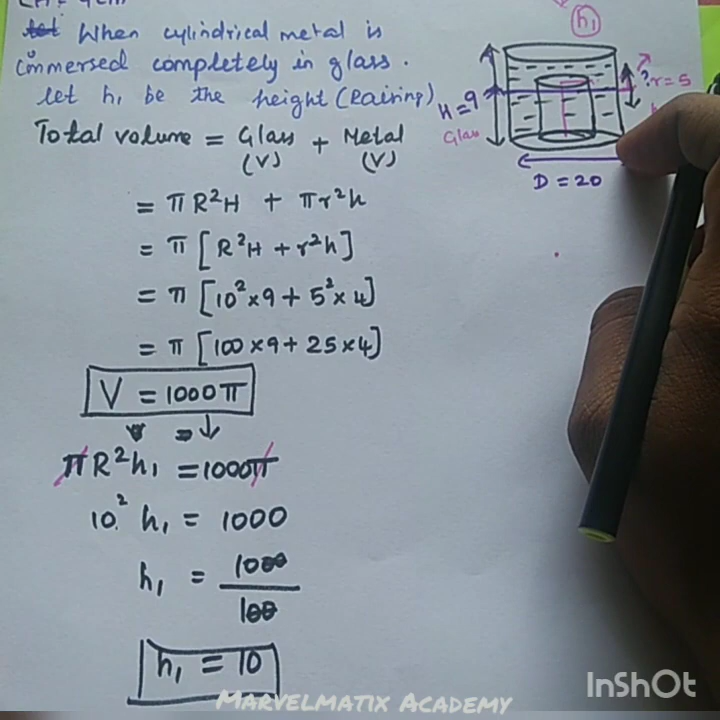 When cylindrical metal is
immersed completely in glass.
let h₁ be the height (Raising)
Total volume = Glass (V) + Metal (V)
= πR²H + πr²h
= π [R²H + r²h]
= π [10² × 9 + 5² × 4]
= π [100 × 9 + 25 × 4]
V = 1000π
πR²h₁ = 1000π
10² h₁ = 1000
h₁ = 1000/100
h₁ = 10
h₁
? r = 5
H = 9
Glass
D = 20
InShOt
MARVELMATIX ACADEMY